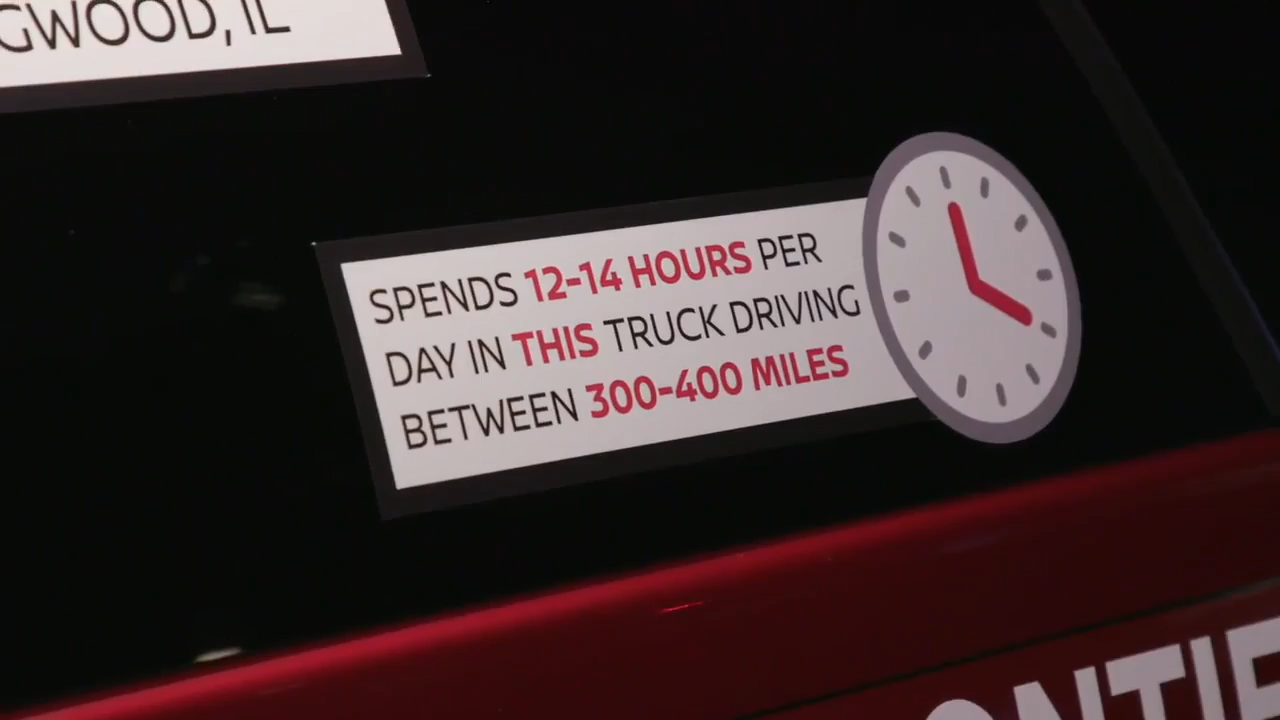 GWOOD, IL
SPENDS 12-14 HOURS PER
DAY IN THIS TRUCK DRIVING
BETWEEN 300-400 MILES
ONTIE